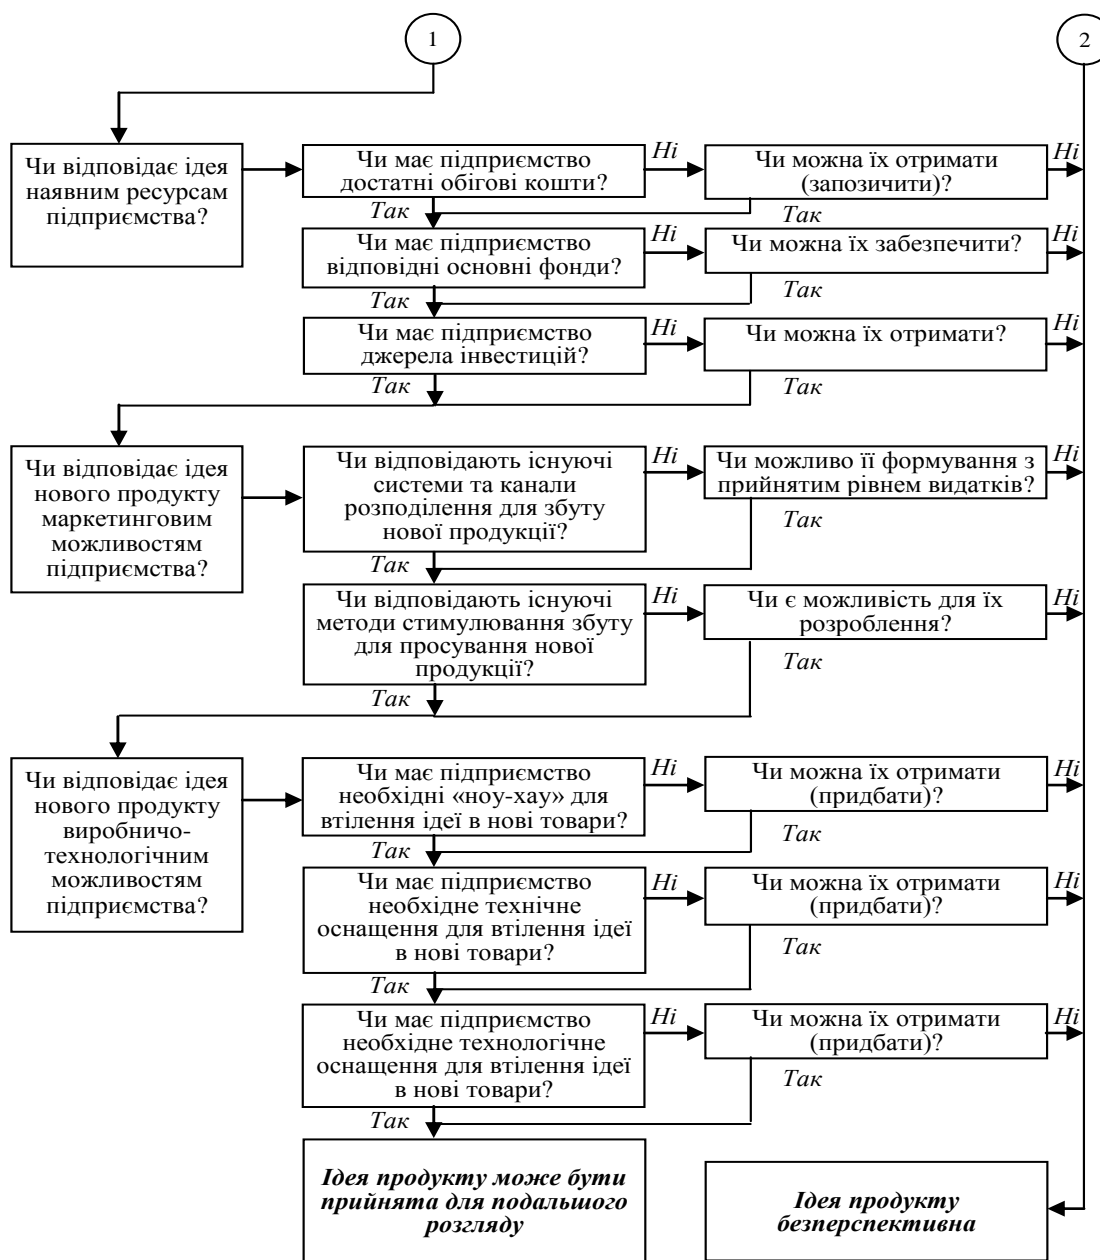 1
2
Чи відповідає ідея
наявним ресурсам
підприємства?
Чи має підприємство
достатні обігові кошти?
Ні
Чи можна їх отримати
(запозичити)?
Ні
Так
Так
Чи має підприємство
відповідні основні фонди?
Ні
Чи можна їх забезпечити?
Ні
Так
Так
Чи має підприємство
джерела інвестицій?
Ні
Чи можна їх отримати?
Ні
Так
Так
Чи відповідає ідея
нового продукту
маркетинговим
можливостям
підприємства?
Чи відповідають існуючі
системи та канали
розподілення для збуту
нової продукції?
Ні
Чи можливо її формування з
прийнятим рівнем видатків?
Ні
Так
Так
Чи відповідають існуючі
методи стимулювання збуту
для просування нової
продукції?
Ні
Чи є можливість для їх
розроблення?
Ні
Так
Так
Чи відповідає ідея
нового продукту
виробничо-
технологічним
можливостям
підприємства?
Чи має підприємство
необхідні «ноу-хау» для
втілення ідеї в нові товари?
Ні
Чи можна їх отримати
(придбати)?
Ні
Так
Так
Чи має підприємство
необхідне технічне
оснащення для втілення ідеї
в нові товари?
Ні
Чи можна їх отримати
(придбати)?
Ні
Так
Так
Чи має підприємство
необхідне технологічне
оснащення для втілення ідеї
в нові товари?
Ні
Чи можна їх отримати
(придбати)?
Ні
Так
Так
Ідея продукту може бути
прийнята для подальшого
розгляду
Ідея продукту
безперспективна